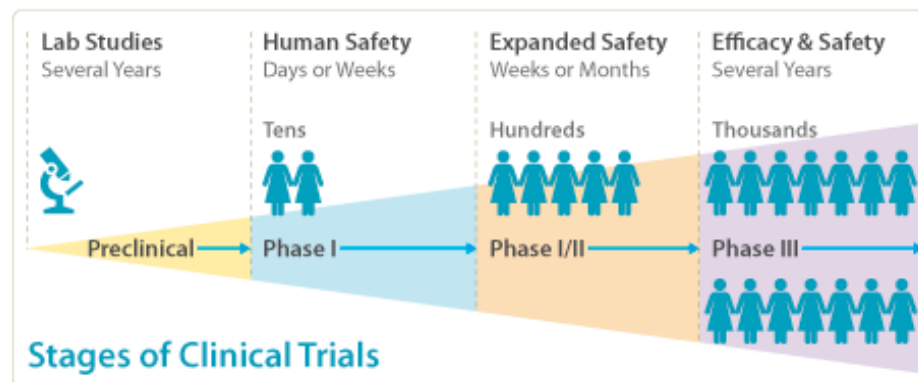 Lab Studies
Several Years
Human Safety
Days or Weeks
Expanded Safety
Weeks or Months
Efficacy & Safety
Several Years
Tens
Hundreds
Thousands
Preclinical
Phase I
Phase I/II
Phase III
Stages of Clinical Trials